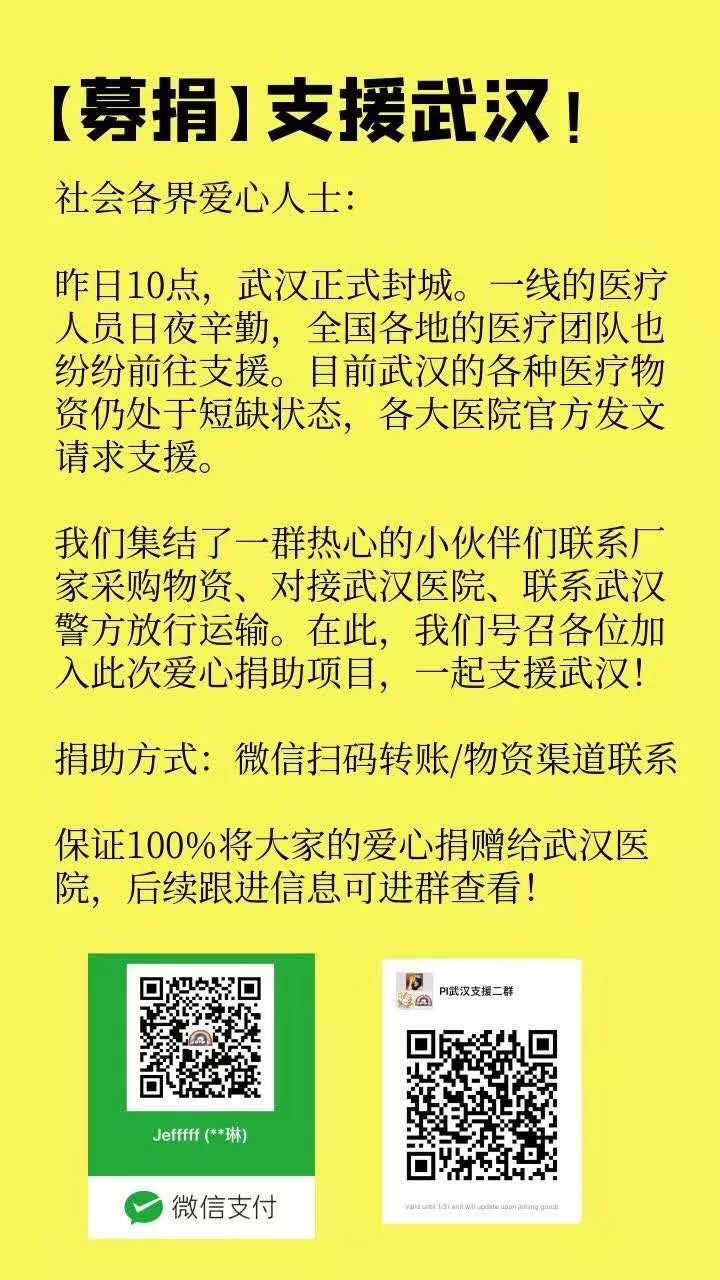 【募捐】支援武汉！
社会各界爱心人士：
昨日10点，武汉正式封城。一线的医疗
人员日夜辛勤，全国各地的医疗团队也
纷纷前往支援。目前武汉的各种医疗物
资仍处于短缺状态，各大医院官方发文
请求支援。
我们集结了一群热心的小伙伴们联系厂
家采购物资、对接武汉医院、联系武汉
警方放行运输。在此，我们号召各位加
入此次爱心捐助项目，一起支援武汉！
捐助方式：微信扫码转账/物资渠道联系
保证100%将大家的爱心捐赠给武汉医
院，后续跟进信息可进群查看！
PI武汉支援二群
Jefffff (**琳)
微信支付
Valid until 1/31 and will update upon joining group